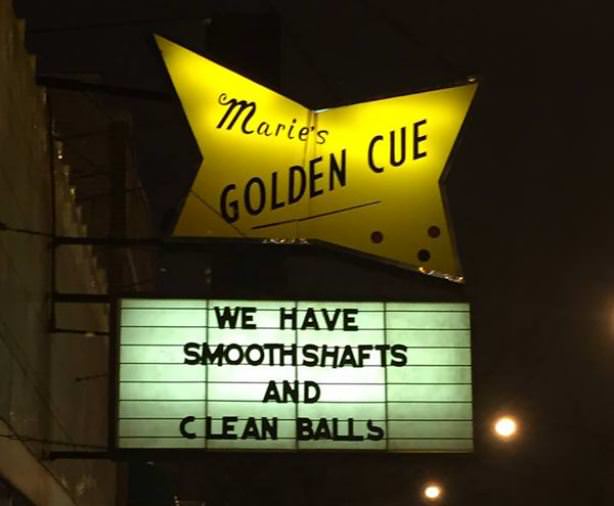 Marie's
GOLDEN CUE
WE HAVE
SMOOTH SHAFTS
AND
CLEAN BALLS